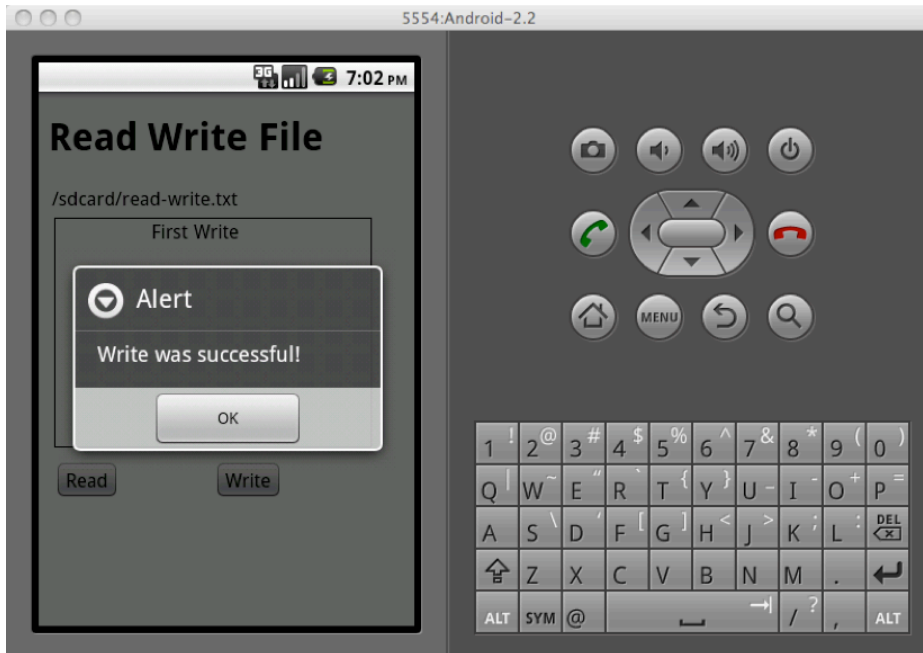 5554:Android-2.2
3G 7:02 PM
Read Write File
/sdcard/read-write.txt
First Write
Alert
Write was successful!
OK
Read Write
MENU
1 ! 2 @ 3 # 4 $ 5 % 6 ^ 7 & 8 * 9 ( 0 )
Q | W ~ E “ R ` T { Y } U _ I - O + P =
A S \ D ‘ F [ G ] H < J > K ; L : DEL
Z X C V B N M .
ALT SYM @ / ? , ALT